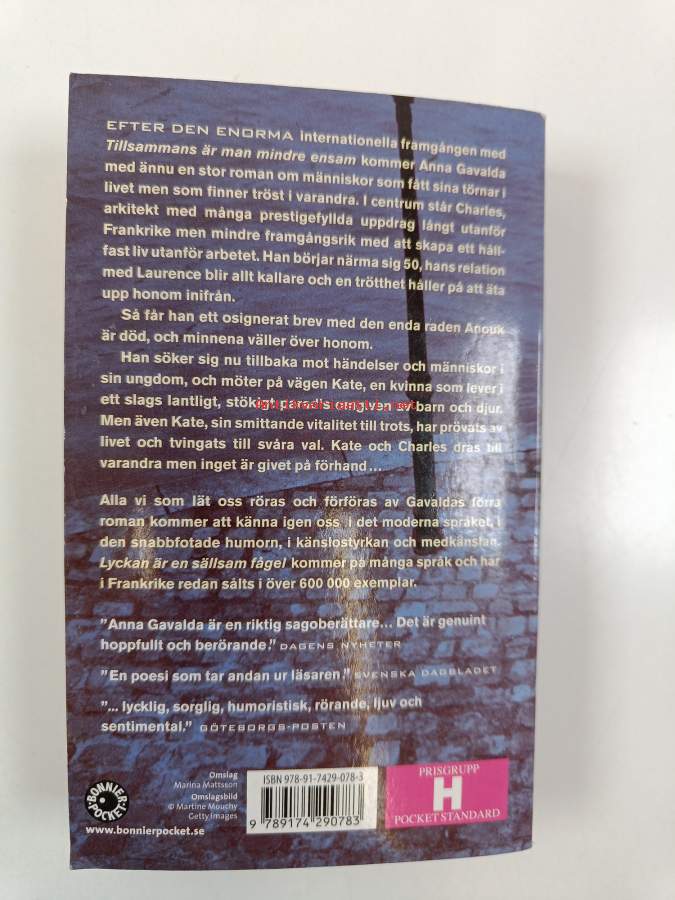 EFTER DEN ENORMA internationella framgången med
Tillsammans är man mindre ensam kommer Anna Gavalda
med ännu en stor roman om människor som fått sina törnar i
livet men som finner tröst i varandra. I centrum står Charles,
arkitekt med många prestigefyllda uppdrag långt utanför
Frankrike men mindre framgångsrik med att skapa ett håll-
fast liv utanför arbetet. Han börjar närma sig 50, hans relation
med Laurence blir allt kallare och en trötthet håller på att äta
upp honom inifrån.
Så får han ett osignerat brev med den enda raden Anouk
är död, och minnena väller över honom.
Han söker sig nu tillbaka mot händelser och människor i
sin ungdom, och möter på vägen Kate, en kvinna som lever i
ett slags lantligt, stökigt paradis omgiven av barn och djur.
Men även Kate, sin smittande vitalitet till trots, har prövats av
livet och tvingats till svåra val. Kate och Charles dras till
varandra men inget är givet på förhand...
Alla vi som lät oss röras och förföras av Gavaldas förra
roman kommer att känna igen oss i det moderna språket, i
den snabbfotade humorn, i känslostyrkan och medkänslan.
Lyckan är en sällsam fågel kommer på många språk och har
i Frankrike redan sålts i över 600 000 exemplar.
"Anna Gavalda är en riktig sagoberättare... Det är genuint
hoppfullt och berörande." DAGENS NYHETER
"En poesi som tar andan ur läsaren." SVENSKA DAGBLADET
"... lycklig, sorglig, humoristisk, rörande, ljuv och
sentimental." GÖTEBORGS-POSTEN
BONNIER POCKET
www.bonnierpocket.se
Omslag
Marina Mattsson
Omslagsbild
© Martine Mouchy
Getty Images
ISBN 978-91-7429-078-3
9 789174 290783
PRISGRUPP
H
POCKET STANDARD